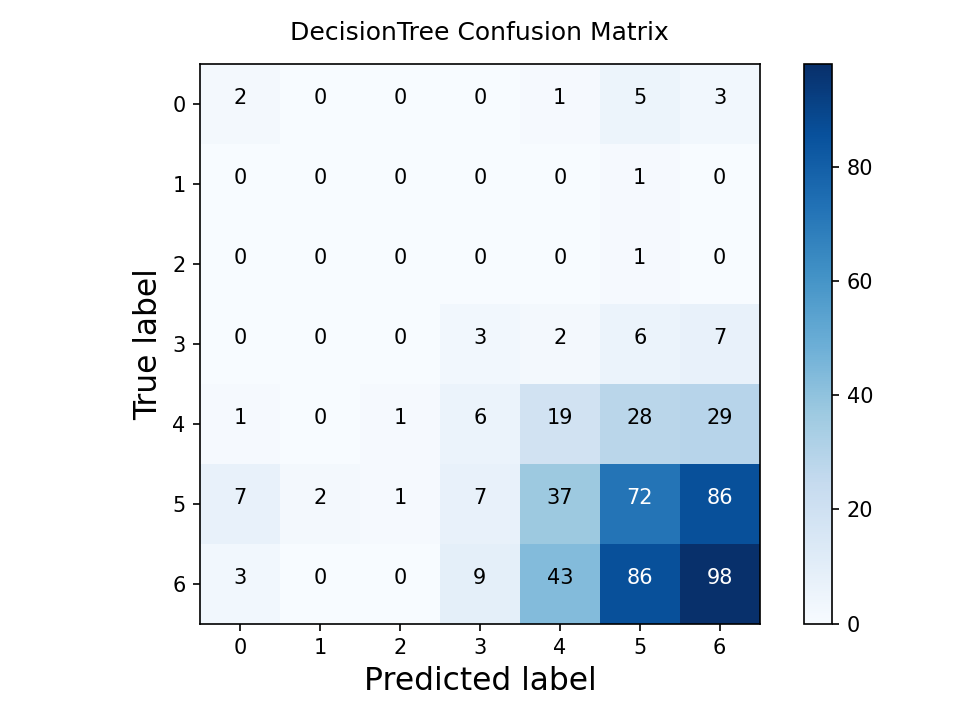 DecisionTree Confusion Matrix
0 2 0 0 0 1 5 3
1 0 0 0 0 0 1 0
2 0 0 0 0 0 1 0
3 0 0 0 3 2 6 7
4 1 0 1 6 19 28 29
5 7 2 1 7 37 72 86
6 3 0 0 9 43 86 98
0 1 2 3 4 5 6
True label
Predicted label
80
60
40
20
0